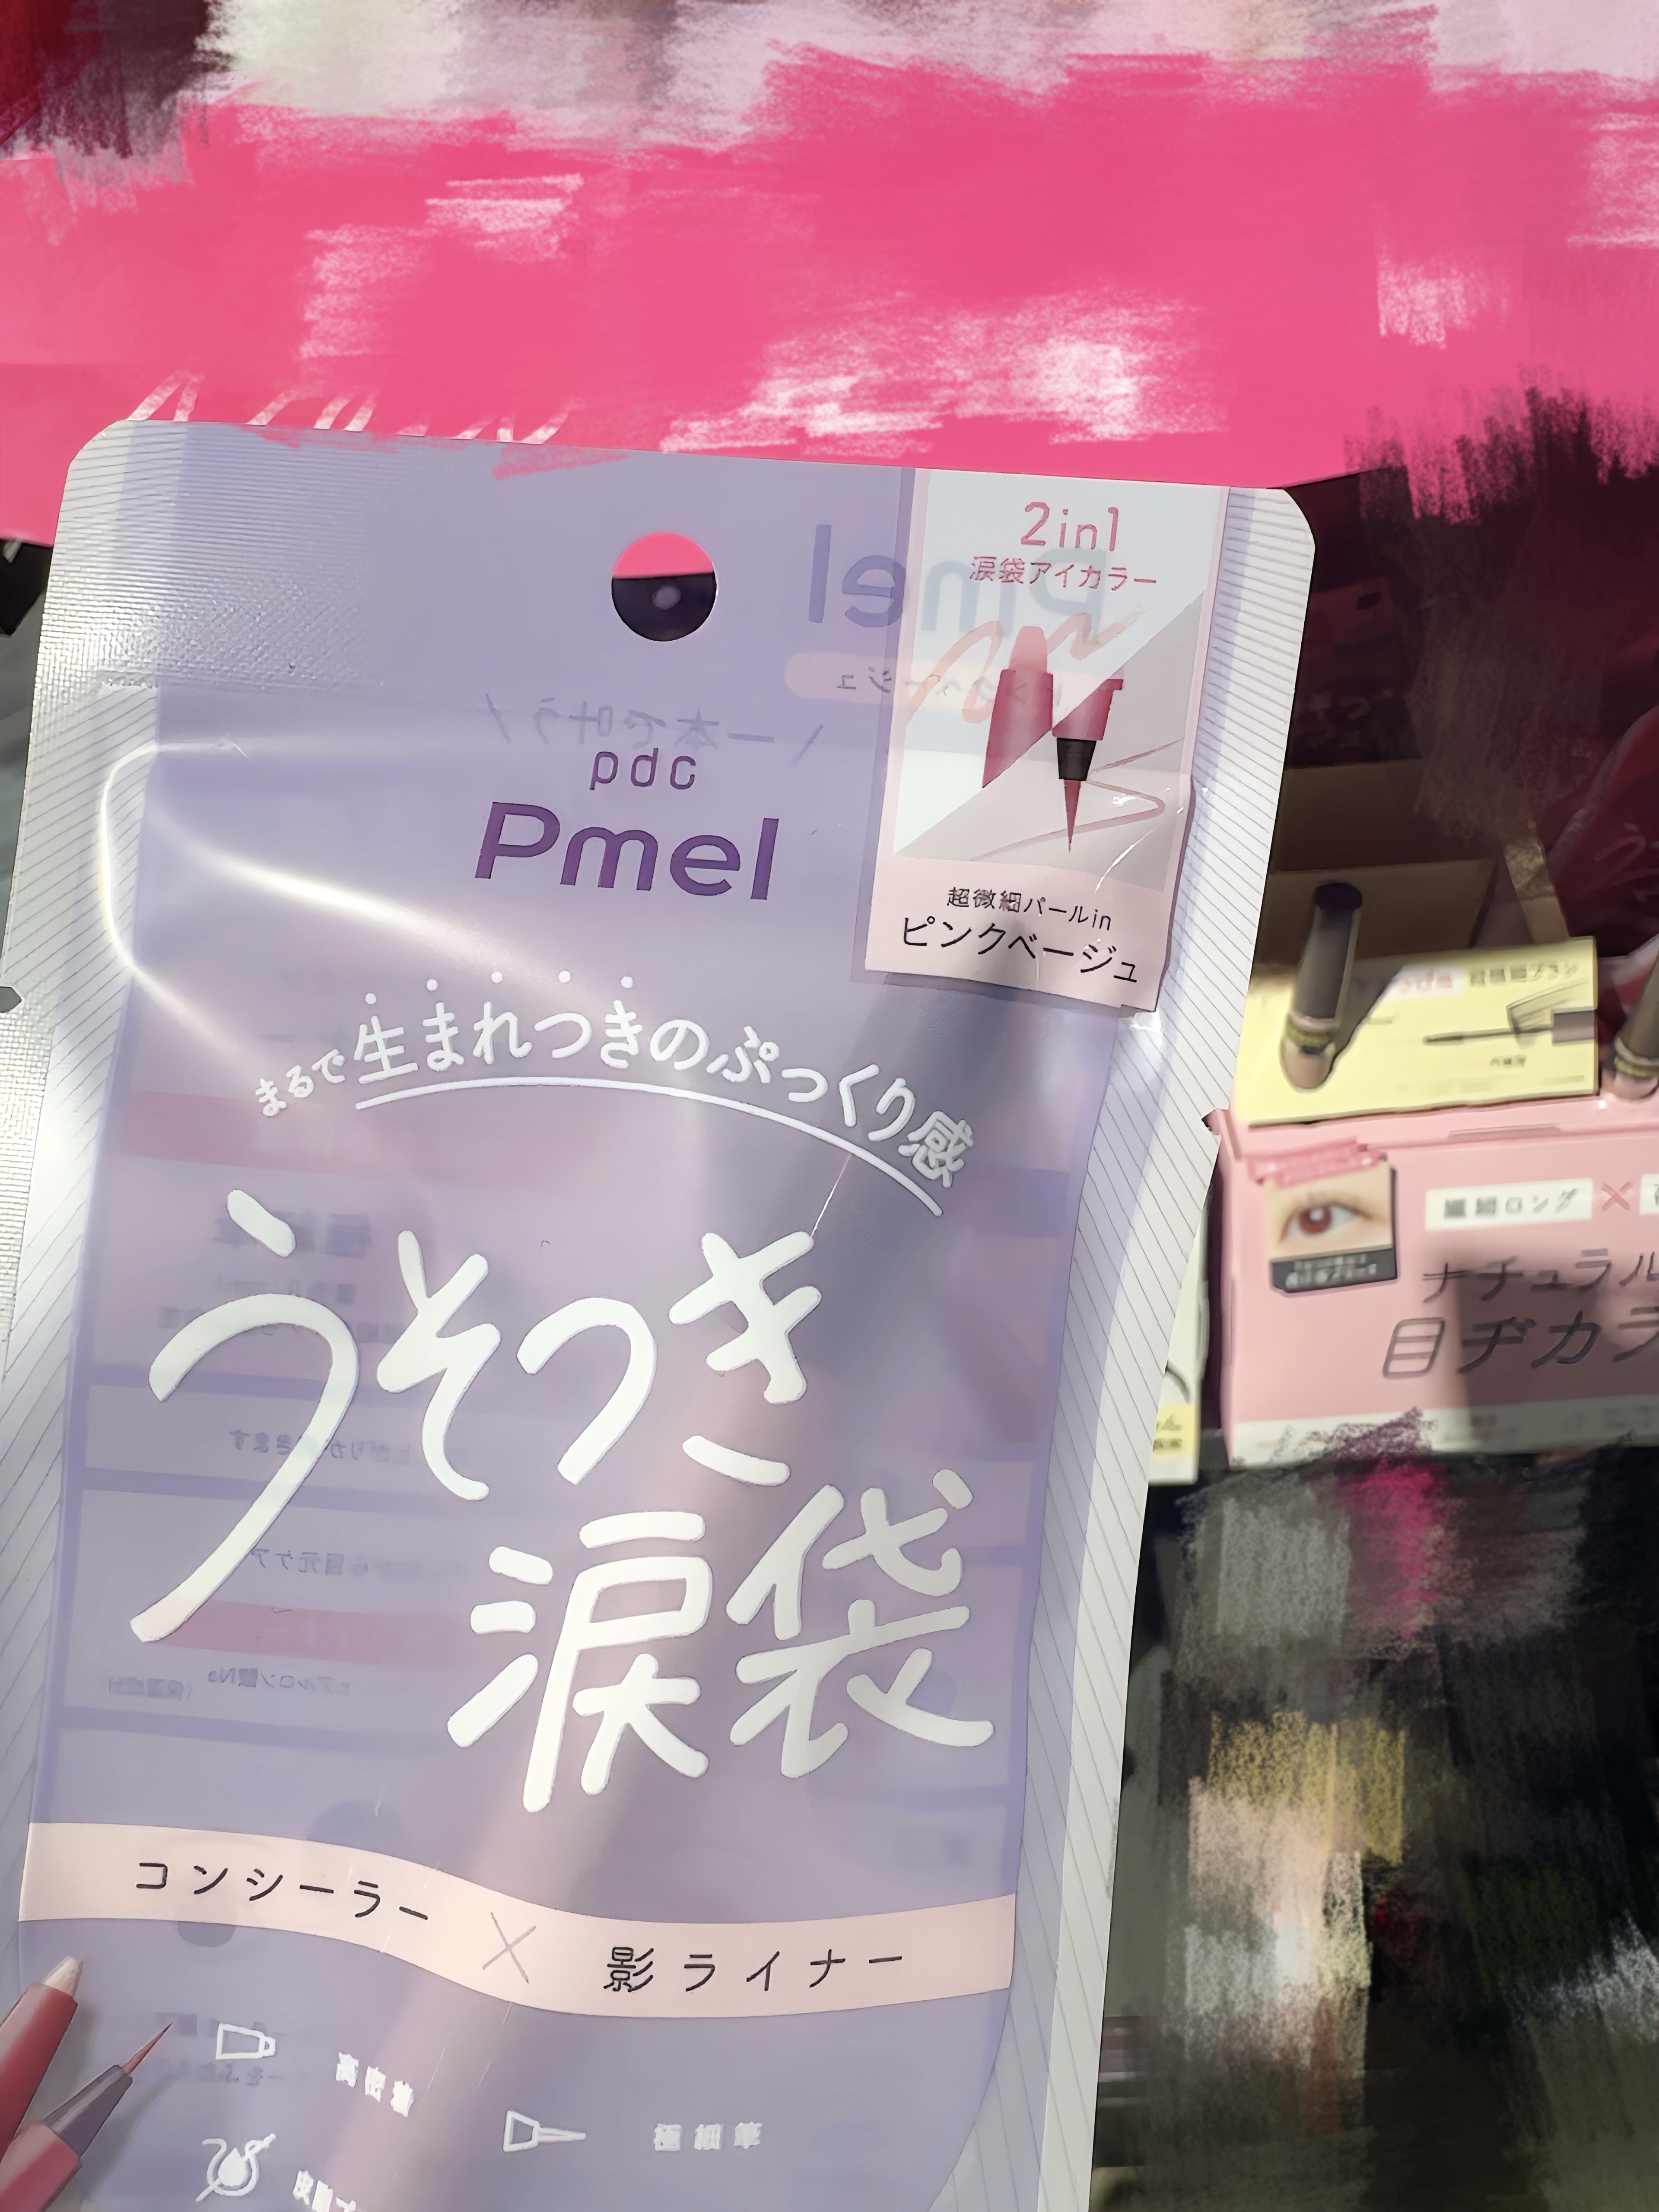 2in1
涙袋アイカラー
超微細パールin
ピンクベージュ
pdc
Pmel
まるで生まれつきのぷっくり感
うそつき
涙袋
コンシーラー × 影ライナー
高密着
極細筆
繊細ロング ×
ナチュラル
目ヂカラ